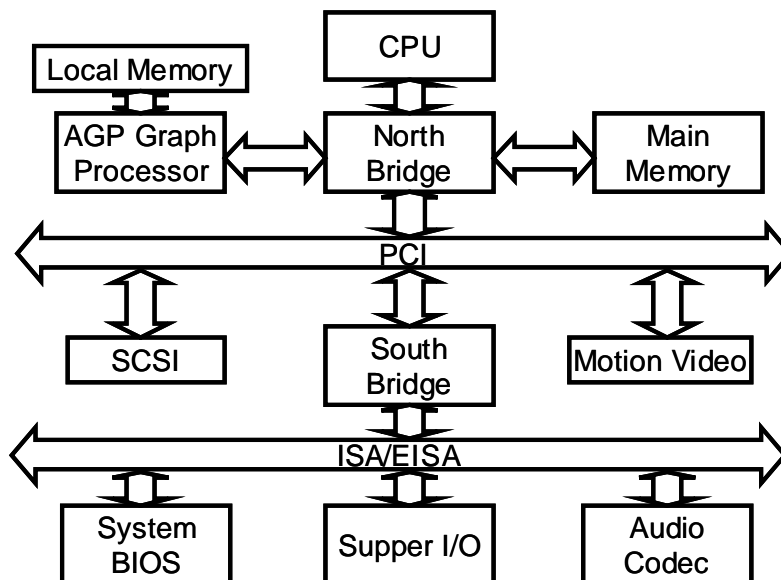 CPU
Local Memory
AGP Graph
Processor
North
Bridge
Main
Memory
PCI
SCSI
South
Bridge
Motion Video
ISA/EISA
System
BIOS
Supper I/O
Audio
Codec